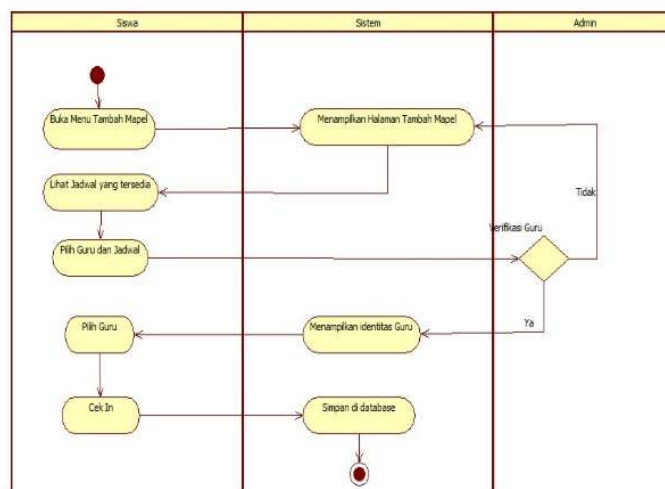 Siswa
Sistem
Admin
Buka Menu Tambah Mapel
Menampilkan Halaman Tambah Mapel
Lihat Jadwal yang tersedia
Tidak
Verifikasi Guru
Pilih Guru dan Jadwal
Ya
Pilih Guru
Menampilkan identitas Guru
Cek In
Simpan di database